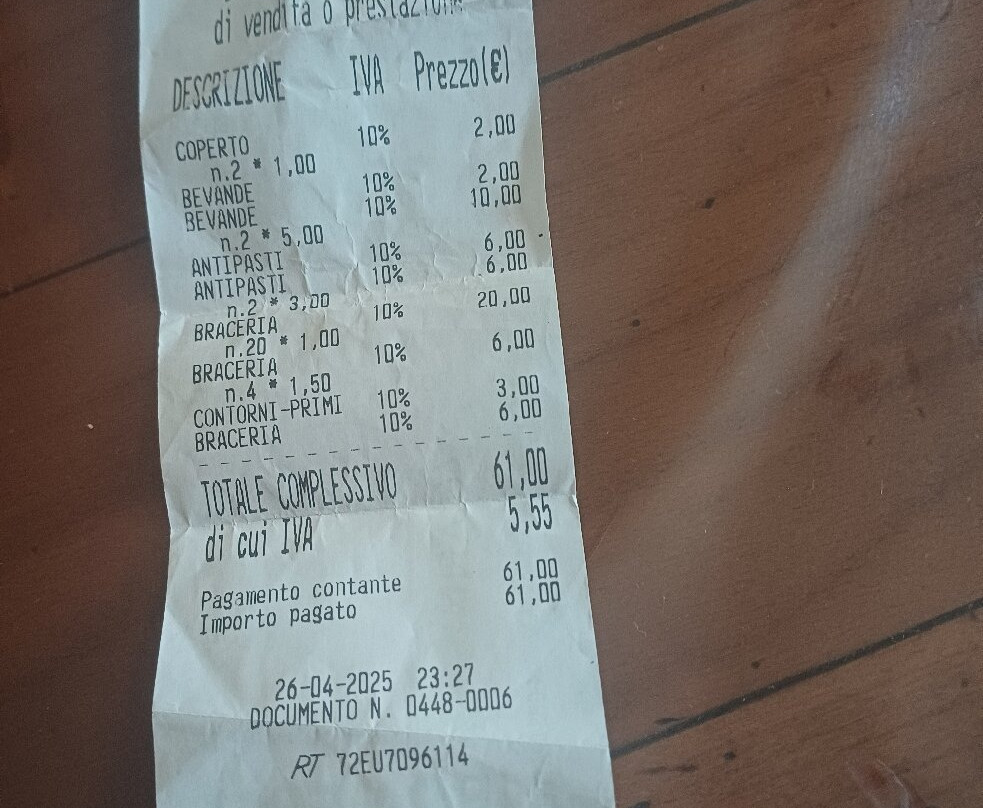 di vendita o prestazione
DESCRIZIONE IVA Prezzo(€)
COPERTO 10% 2,00
n.2 * 1,00
BEVANDE 10% 2,00
BEVANDE 10% 10,00
n.2 * 5,00
ANTIPASTI 10% 6,00
ANTIPASTI 10% 6,00
n.2 * 3,00
BRACERIA 10% 20,00
n.20 * 1,00
BRACERIA 10% 6,00
n.4 * 1,50
CONTORNI-PRIMI 10% 3,00
BRACERIA 10% 6,00
TOTALE COMPLESSIVO 61,00
di cui IVA 5,55
Pagamento contante 61,00
Importo pagato 61,00
26-04-2025 23:27
DOCUMENTO N. 0448-0006
RT 72EU7096114